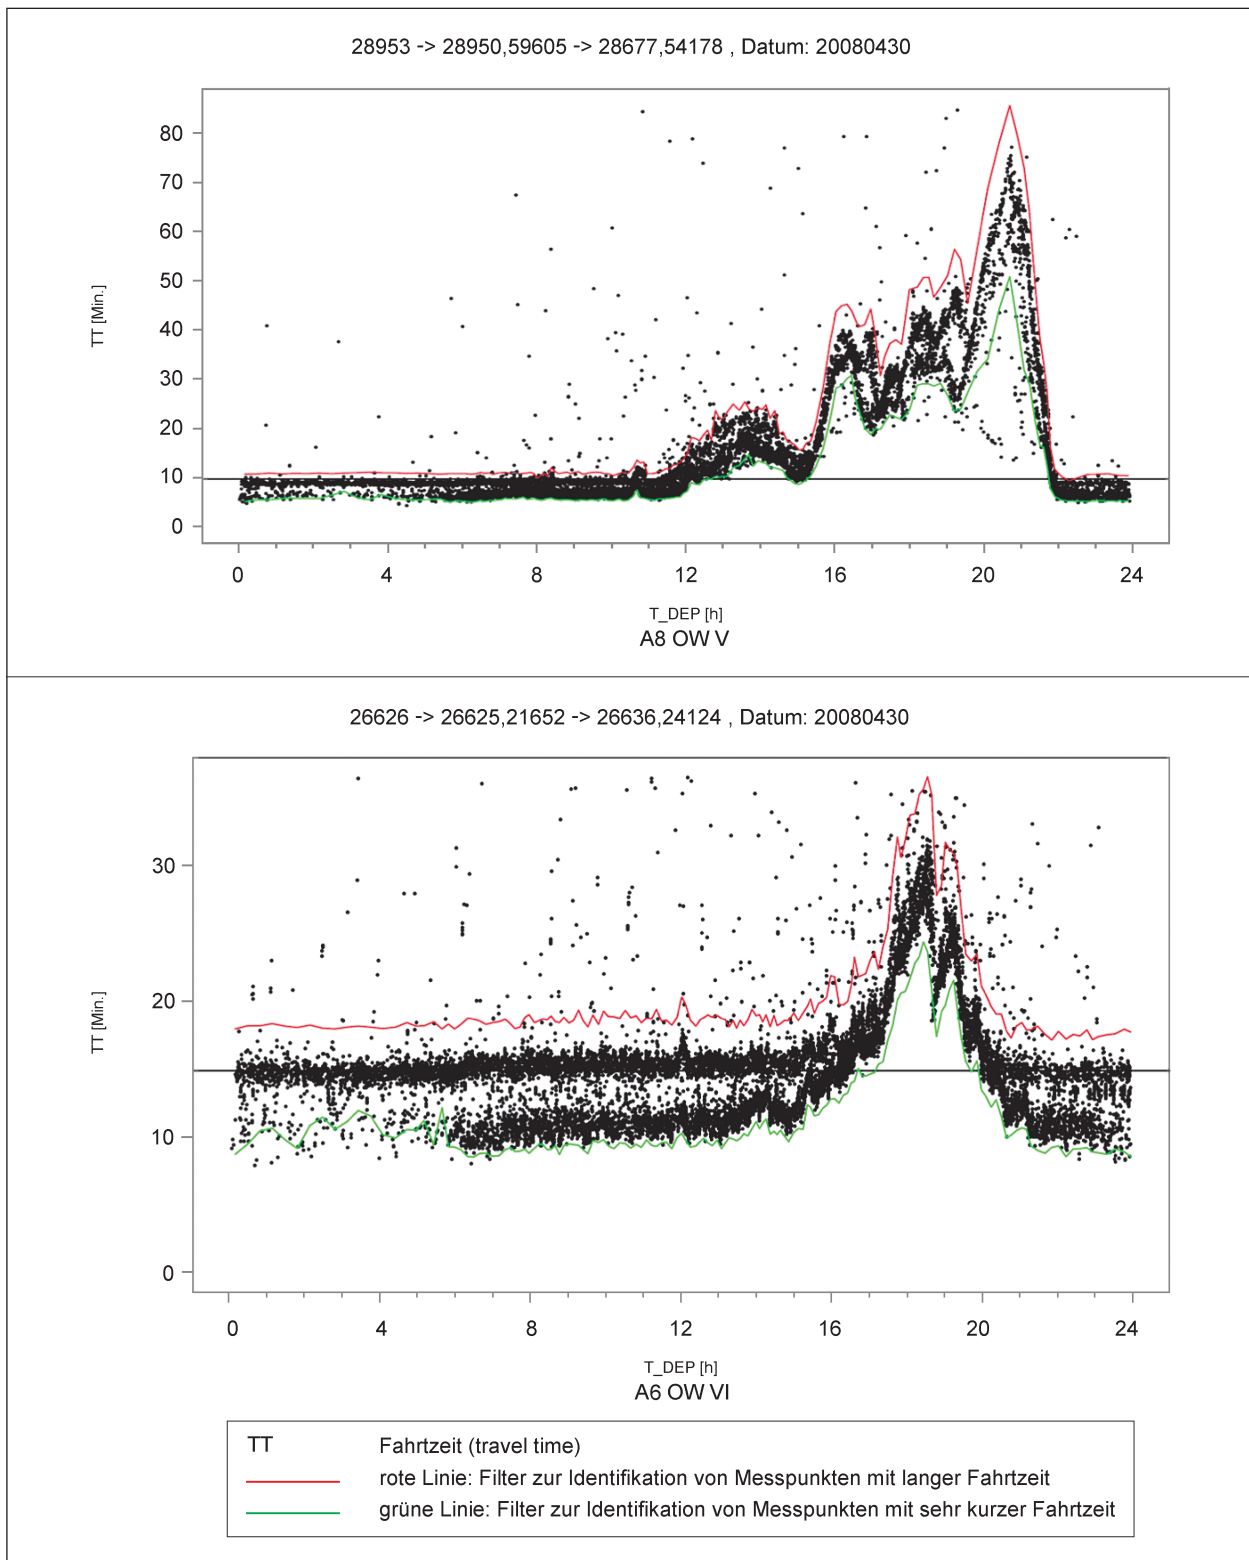 28953 -> 28950,59605 -> 28677,54178 , Datum: 20080430
80
70
60
50
40
30
20
10
0
TT [Min.]
0 4 8 12 16 20 24
T_DEP [h]
A8 OW V
26626 -> 26625,21652 -> 26636,24124 , Datum: 20080430
30
20
10
0
TT [Min.]
0 4 8 12 16 20 24
T_DEP [h]
A6 OW VI
TT Fahrtzeit (travel time)
rote Linie: Filter zur Identifikation von Messpunkten mit langer Fahrtzeit
grüne Linie: Filter zur Identifikation von Messpunkten mit sehr kurzer Fahrtzeit